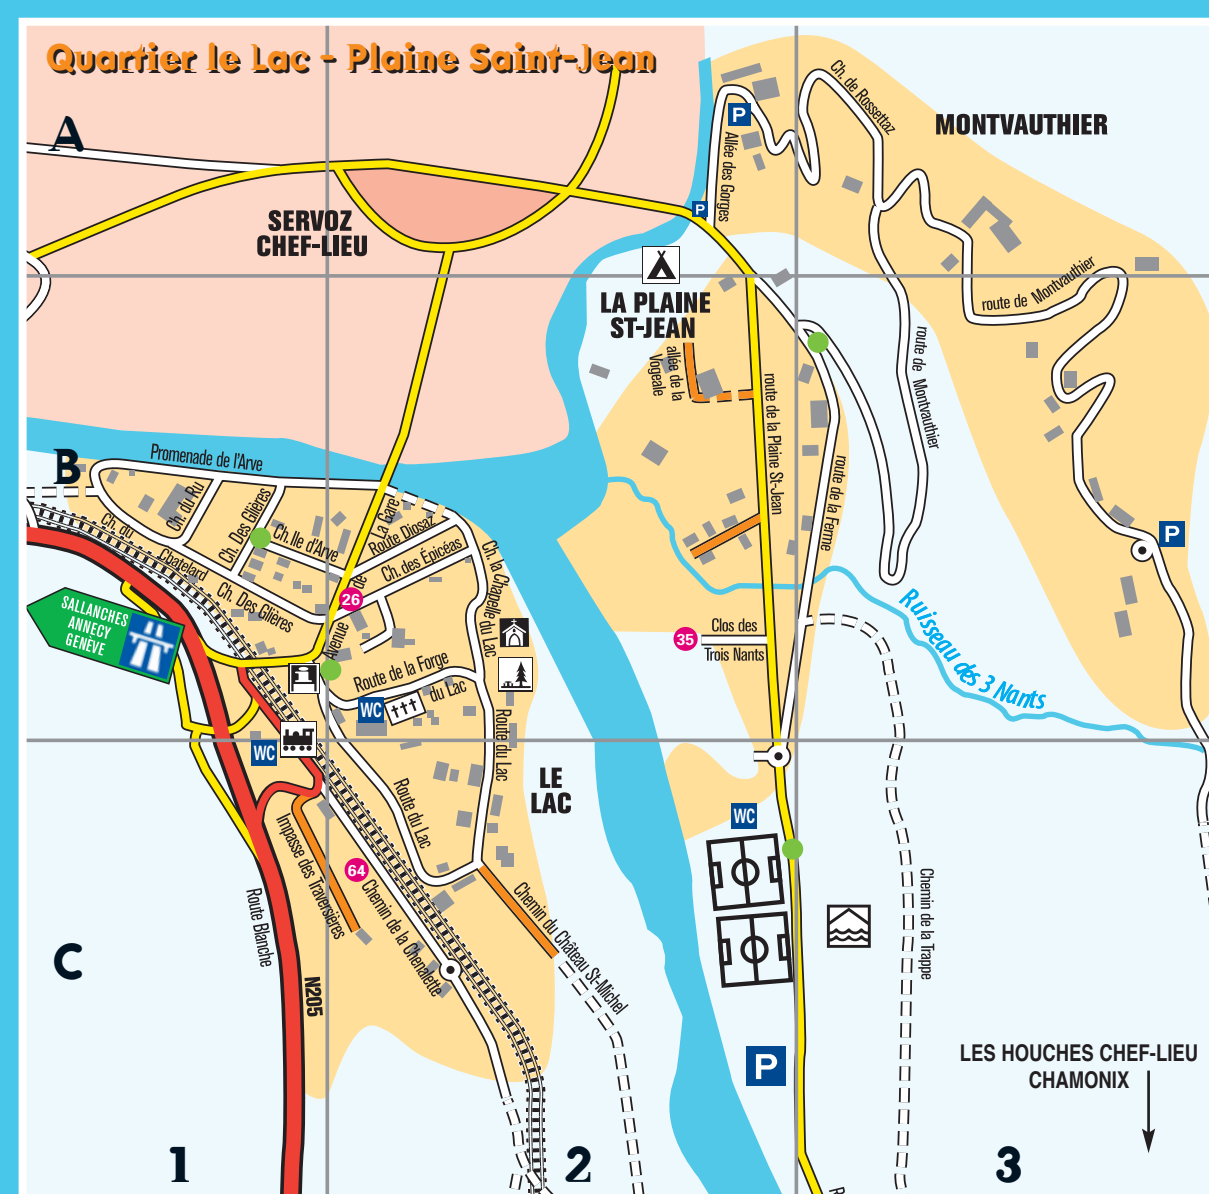 Quartier le Lac - Plaine Saint-Jean
A
SERVOZ
CHEF-LIEU
P
Allée des Gorges
Ch. de Rossettaz
MONTVAUTHIER
P
LA PLAINE
ST-JEAN
allée de la
Vogeale
route de la Plaine St-Jean
route de Montvauthier
route de Montvauthier
route de la Ferme
P
B
Promenade de l'Arve
Ch. du Ru
Ch. Des Glières
Ch. Ile d'Arve
Ch. du
Chatelard
Ch. Des Glières
Avenue de La Gare
Route Diosaz
Ch. des Epicéas
Ch. la Chapelle du Lac
26
SALLANCHES
ANNECY
GENÈVE
35
Clos des
Trois Nants
Ruisseau des 3 Nants
Route de la Forge
du Lac
WC
WC
Route du Lac
Route du Lac
LE
LAC
WC
Impasse des Traversières
64
Chemin de la Chenalette
Chemin du Château St-Michel
Chemin de la Trappe
Route Blanche
N205
C
P
LES HOUCHES CHEF-LIEU
CHAMONIX
1
2
3
R